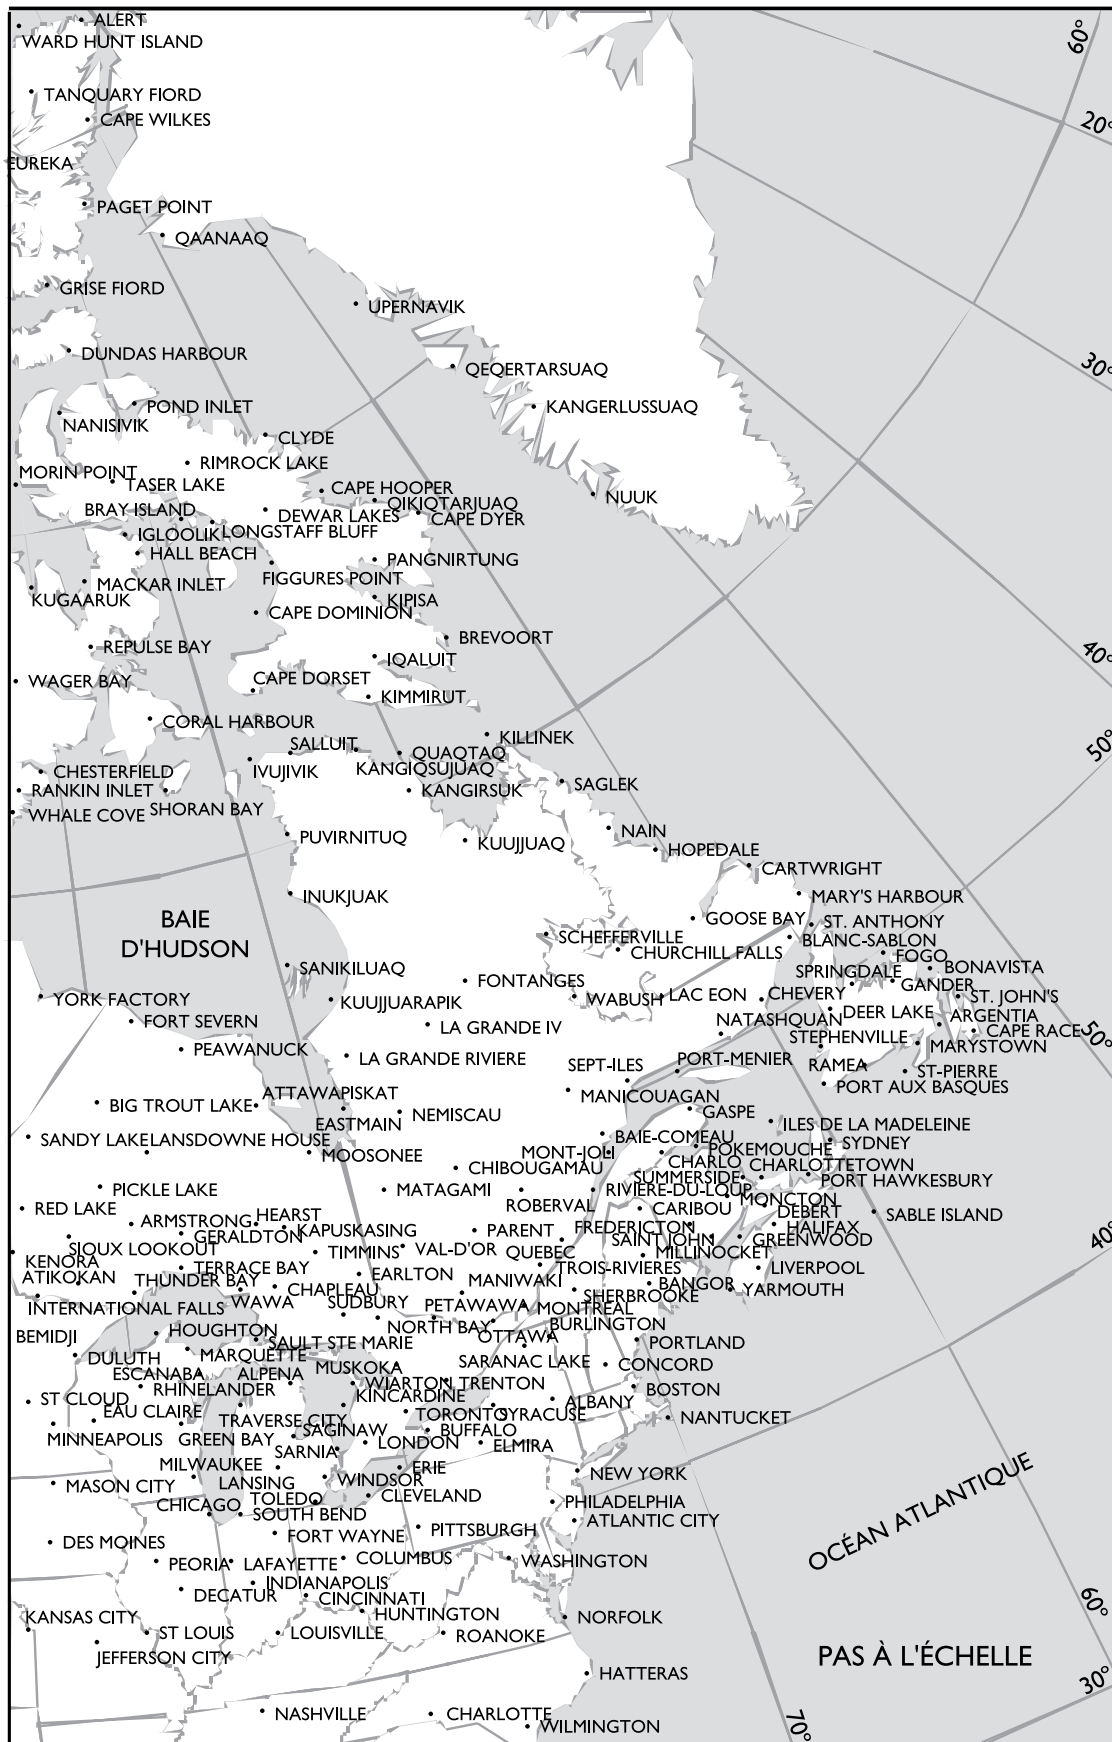 ALERT
WARD HUNT ISLAND
60°
TANQUARY FIORD
CAPE WILKES
20°
EUREKA
PAGET POINT
QAANAAQ
GRISE FIORD
UPERNAVIK
DUNDAS HARBOUR
30°
QEQERTARSUAQ
POND INLET
KANGERLUSSUAQ
NANISIVIK
CLYDE
RIMROCK LAKE
MORIN POINT
TASER LAKE
CAPE HOOPER
NUUK
QIKIQTARJUAQ
BRAY ISLAND
DEWAR LAKES
CAPE DYER
IGLOOLIK
LONGSTAFF BLUFF
HALL BEACH
PANGNIRTUNG
FIGGURES POINT
MACKAR INLET
KUGAARUK
KIPISA
CAPE DOMINION
BREVOORT
REPULSE BAY
40°
IQALUIT
WAGER BAY
CAPE DORSET
KIMMIRUT
CORAL HARBOUR
KILLINEK
50°
SALLUIT
QUAQTAQ
CHESTERFIELD
IVUJIVIK
KANGIQSUJUAQ
RANKIN INLET
KANGIRSUK
SAGLEK
WHALE COVE
SHORAN BAY
PUVIRNITUQ
NAIN
KUUJJUAQ
HOPEDALE
CARTWRIGHT
INUKJUAK
MARY'S HARBOUR
BAIE
D'HUDSON
GOOSE BAY
ST. ANTHONY
SCHEFFERVILLE
BLANC-SABLON
CHURCHILL FALLS
FOGO
SANIKILUAQ
SPRINGDALE
BONAVISTA
FONTANGES
GANDER
YORK FACTORY
KUUJJUARAPIK
WABUSH
LAC EON
CHEVERY
ST. JOHN'S
FORT SEVERN
LA GRANDE IV
NATASHQUAN
DEER LAKE
ARGENTIA
50°
STEPHENVILLE
CAPE RACE
PEAWANUCK
LA GRANDE RIVIERE
SEPT-ILES
PORT-MENIER
MARYSTOWN
RAMEA
ST-PIERRE
ATTAWAPISKAT
MANICOUAGAN
PORT AUX BASQUES
BIG TROUT LAKE
EASTMAIN
NEMISCAU
GASPE
ILES DE LA MADELEINE
SANDY LAKE
LANSDOWNE HOUSE
BAIE-COMEAU
SYDNEY
MOOSONEE
MONT-JOLI
POKEMOUCHE
CHIBOUGAMAU
CHARLO
CHARLOTTETOWN
SUMMERSIDE
PORT HAWKESBURY
PICKLE LAKE
MATAGAMI
ROBERVAL
RIVIERE-DU-LOUP
MONCTON
RED LAKE
CARIBOU
DEBERT
SABLE ISLAND
ARMSTRONG
HEARST
KAPUSKASING
PARENT
FREDERICTON
HALIFAX
GERALDTON
SAINT JOHN
GREENWOOD
40°
SIOUX LOOKOUT
TIMMINS
VAL-D'OR
QUEBEC
MILLINOCKET
KENORA
TERRACE BAY
TROIS-RIVIERES
LIVERPOOL
ATIKOKAN
THUNDER BAY
EARLTON
MANIWAKI
BANGOR
YARMOUTH
CHAPLEAU
SHERBROOKE
INTERNATIONAL FALLS
WAWA
SUDBURY
PETAWAWA
MONTREAL
NORTH BAY
BURLINGTON
BEMIDJI
HOUGHTON
SAULT STE MARIE
OTTAWA
PORTLAND
DULUTH
MARQUETTE
SARANAC LAKE
CONCORD
ESCANABA
ALPENA
MUSKOKA
RHINELANDER
WIARTON
TRENTON
BOSTON
ST CLOUD
KINCARDINE
ALBANY
EAU CLAIRE
TRAVERSE CITY
TORONTO
SYRACUSE
NANTUCKET
MINNEAPOLIS
GREEN BAY
SAGINAW
BUFFALO
SARNIA
LONDON
ELMIRA
MILWAUKEE
ERIE
NEW YORK
MASON CITY
LANSING
WINDSOR
OCÉAN ATLANTIQUE
CHICAGO
TOLEDO
CLEVELAND
PHILADELPHIA
SOUTH BEND
ATLANTIC CITY
FORT WAYNE
PITTSBURGH
DES MOINES
PEORIA
LAFAYETTE
COLUMBUS
WASHINGTON
INDIANAPOLIS
DECATUR
CINCINNATI
60°
KANSAS CITY
HUNTINGTON
NORFOLK
ST LOUIS
LOUISVILLE
ROANOKE
JEFFERSON CITY
PAS À L'ÉCHELLE
HATTERAS
30°
NASHVILLE
CHARLOTTE
WILMINGTON
70°